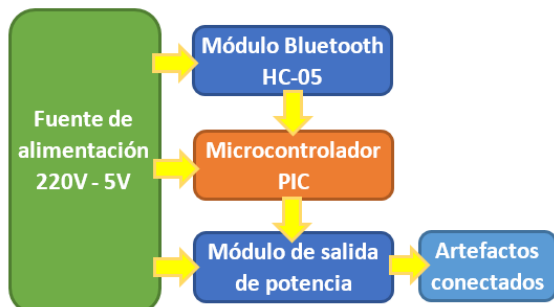 Fuente de
alimentación
220V - 5V
Módulo Bluetooth
HC-05
Microcontrolador
PIC
Módulo de salida
de potencia
Artefactos
conectados